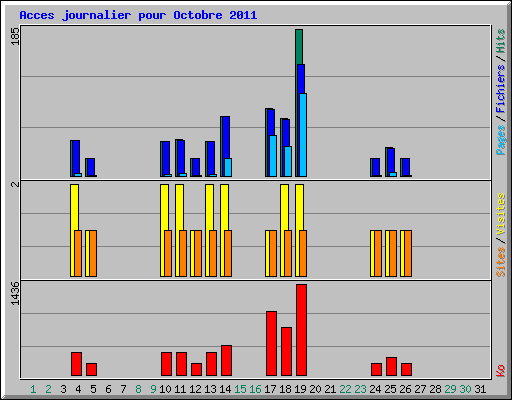 Acces journalier pour Octobre 2011
185
Pages/Fichiers/Hits
2
Sites/Visites
1436
Ko
1 2 3 4 5 6 7 8 9 10 11 12 13 14 15 16 17 18 19 20 21 22 23 24 25 26 27 28 29 30 31